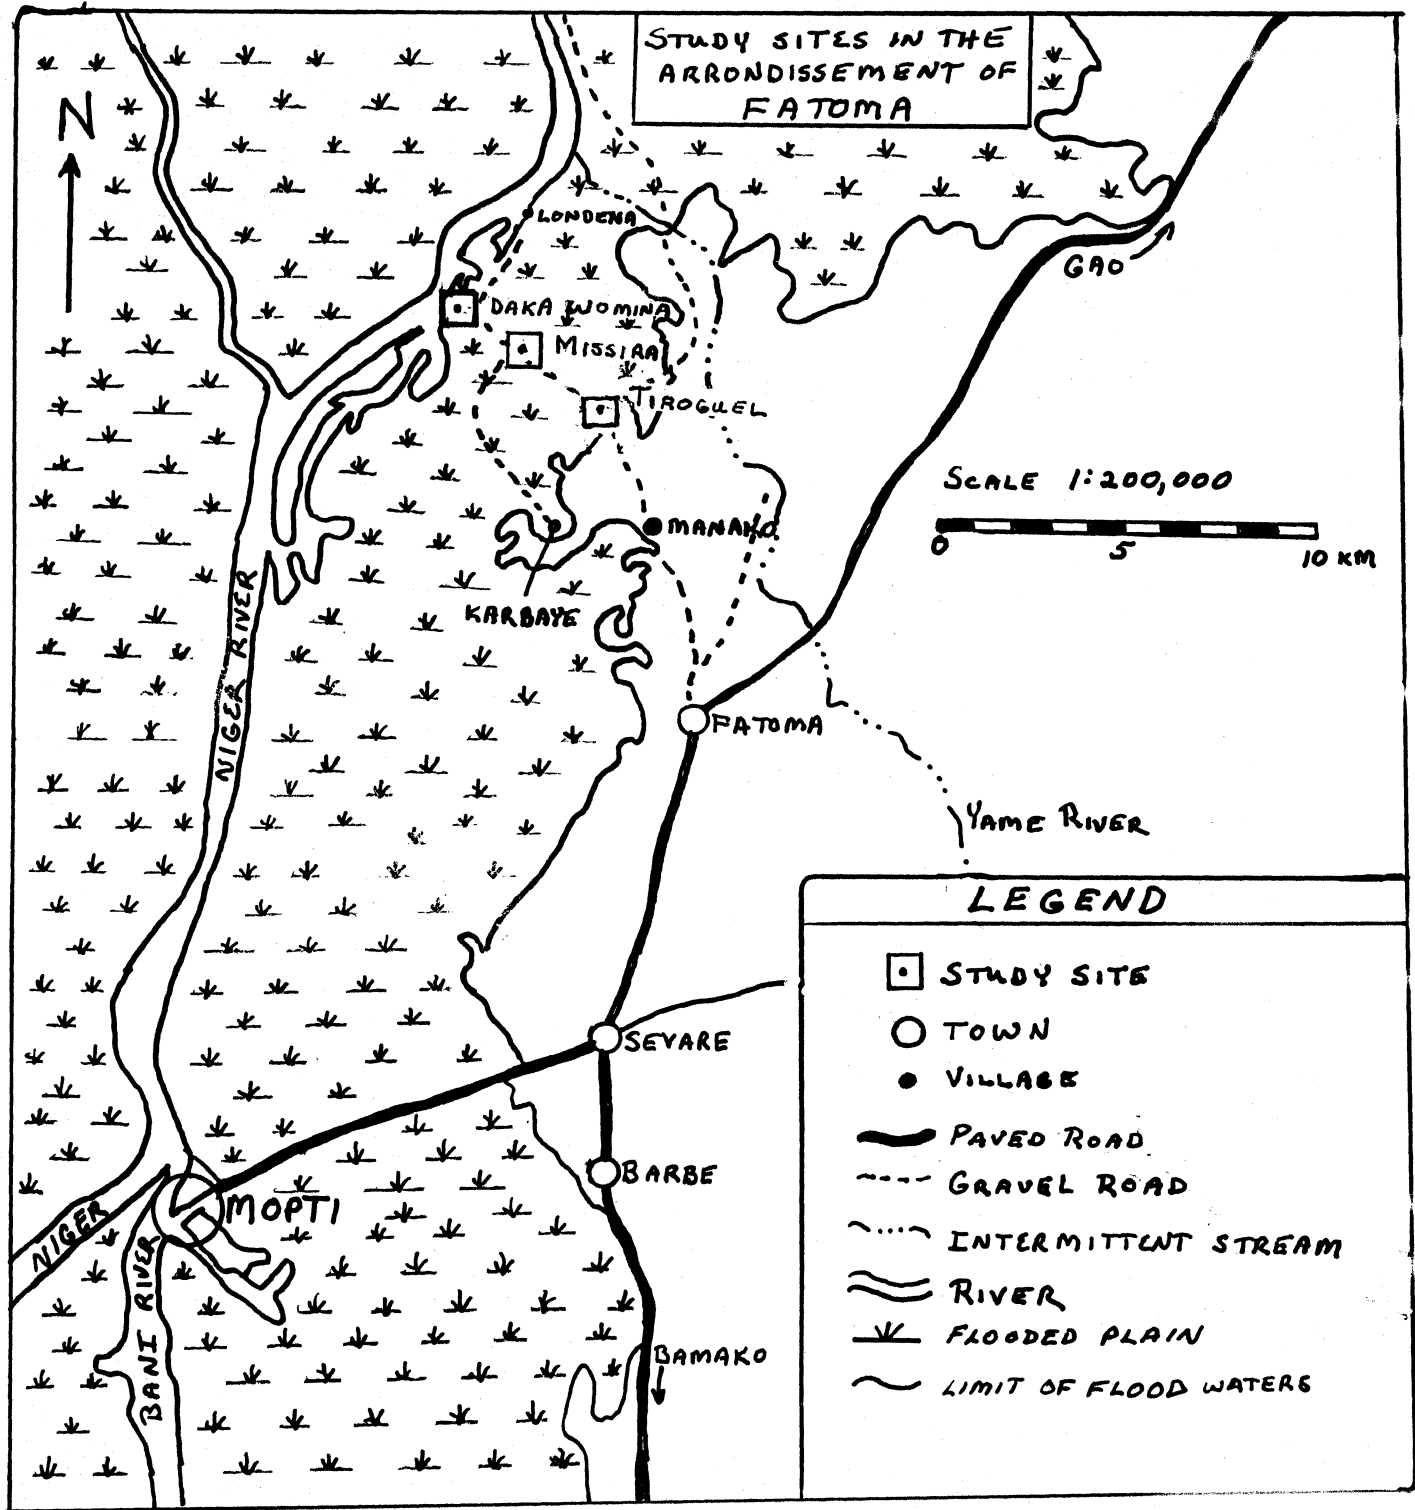 STUDY SITES IN THE
ARRONDISSEMENT OF
FATOMA
N
LONDENA
GAO
DAKA WOMINA
MISSIRA
TIROGUEL
SCALE 1:200,000
0 5 10 KM
MANAKO
KARBAYE
NIGER RIVER
FATOMA
YAME RIVER
LEGEND
STUDY SITE
TOWN
VILLAGE
PAVED ROAD
GRAVEL ROAD
INTERMITTENT STREAM
RIVER
FLOODED PLAIN
LIMIT OF FLOOD WATERS
SEVARE
BARBE
MOPTI
NIGER
BANI RIVER
BAMAKO